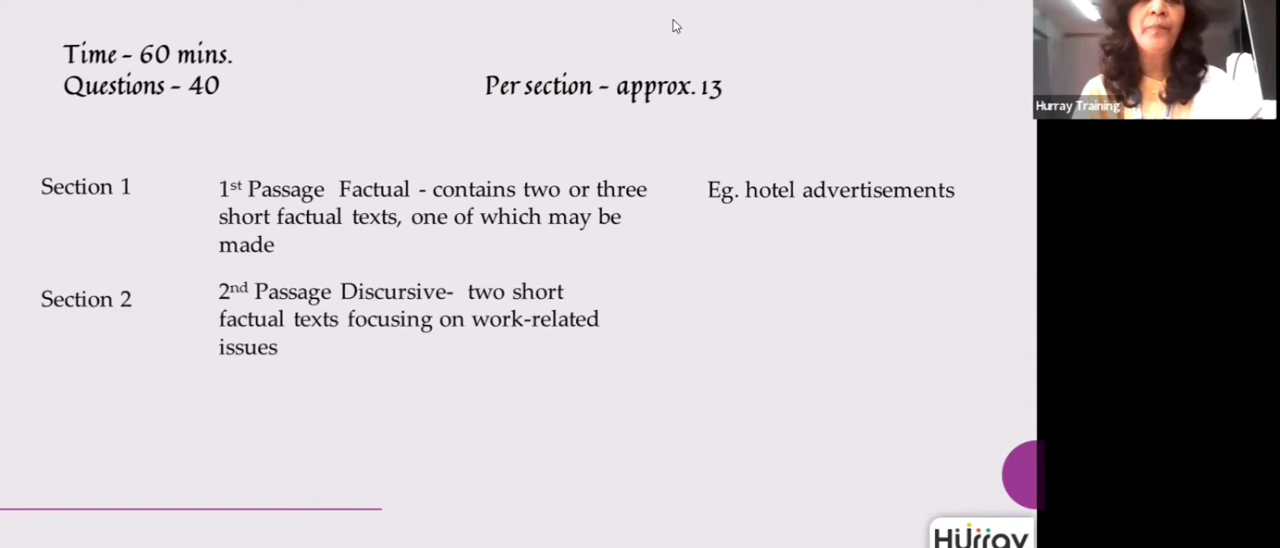 Time - 60 mins.
Questions - 40
Per section - approx. 13
Hurray Training
Section 1
1st Passage Factual - contains two or three
short factual texts, one of which may be
made
Eg. hotel advertisements
Section 2
2nd Passage Discursive- two short
factual texts focusing on work-related
issues
Hurray